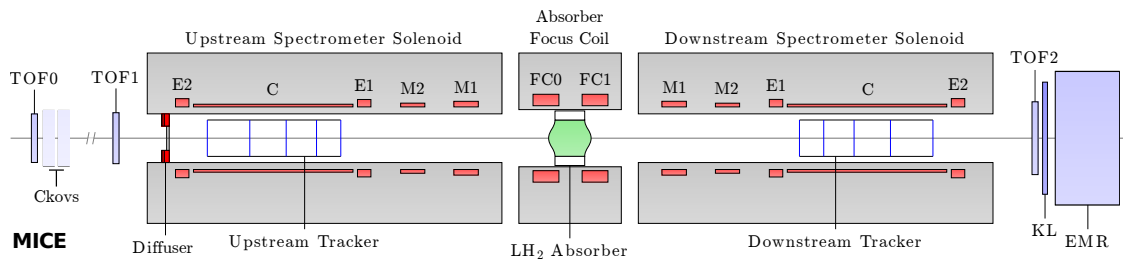 Absorber
Upstream Spectrometer Solenoid
Focus Coil
Downstream Spectrometer Solenoid
TOF0
TOF1
TOF2
E2
C
E1
M2
M1
FC0
FC1
M1
M2
E1
C
E2
Ckovs
MICE
Diffuser
Upstream Tracker
LH₂ Absorber
Downstream Tracker
KL
EMR